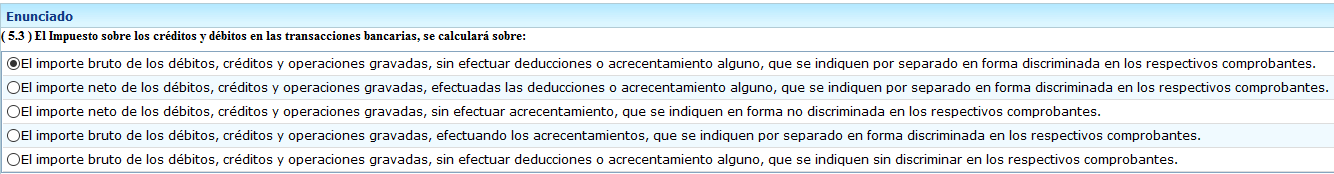 Enunciado
( 5.3 ) El Impuesto sobre los créditos y débitos en las transacciones bancarias, se calculará sobre:
El importe bruto de los débitos, créditos y operaciones gravadas, sin efectuar deducciones o acrecentamiento alguno, que se indiquen por separado en forma discriminada en los respectivos comprobantes.
El importe neto de los débitos, créditos y operaciones gravadas, efectuadas las deducciones o acrecentamiento alguno, que se indiquen por separado en forma discriminada en los respectivos comprobantes.
El importe neto de los débitos, créditos y operaciones gravadas, sin efectuar acrecentamiento, que se indiquen en forma no discriminada en los respectivos comprobantes.
El importe bruto de los débitos, créditos y operaciones gravadas, efectuando los acrecentamientos, que se indiquen por separado en forma discriminada en los respectivos comprobantes.
El importe bruto de los débitos, créditos y operaciones gravadas, sin efectuar deducciones o acrecentamiento alguno, que se indiquen sin discriminar en los respectivos comprobantes.